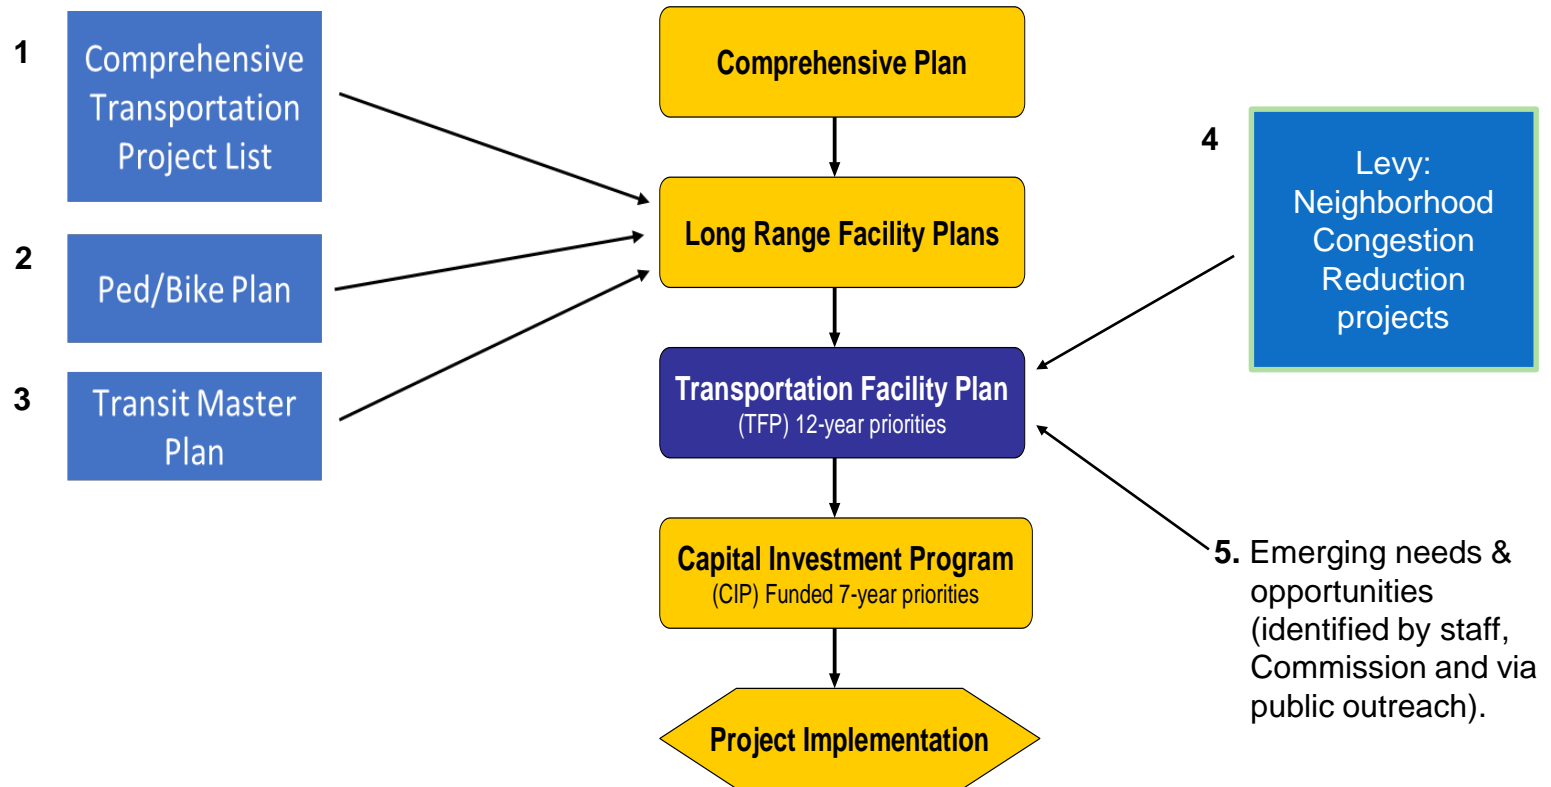 1
Comprehensive
Transportation
Project List
2
Ped/Bike Plan
3
Transit Master
Plan
Comprehensive Plan
Long Range Facility Plans
Transportation Facility Plan
(TFP) 12-year priorities
Capital Investment Program
(CIP) Funded 7-year priorities
Project Implementation
4
Levy:
Neighborhood
Congestion
Reduction
projects
5. Emerging needs &
opportunities
(identified by staff,
Commission and via
public outreach).